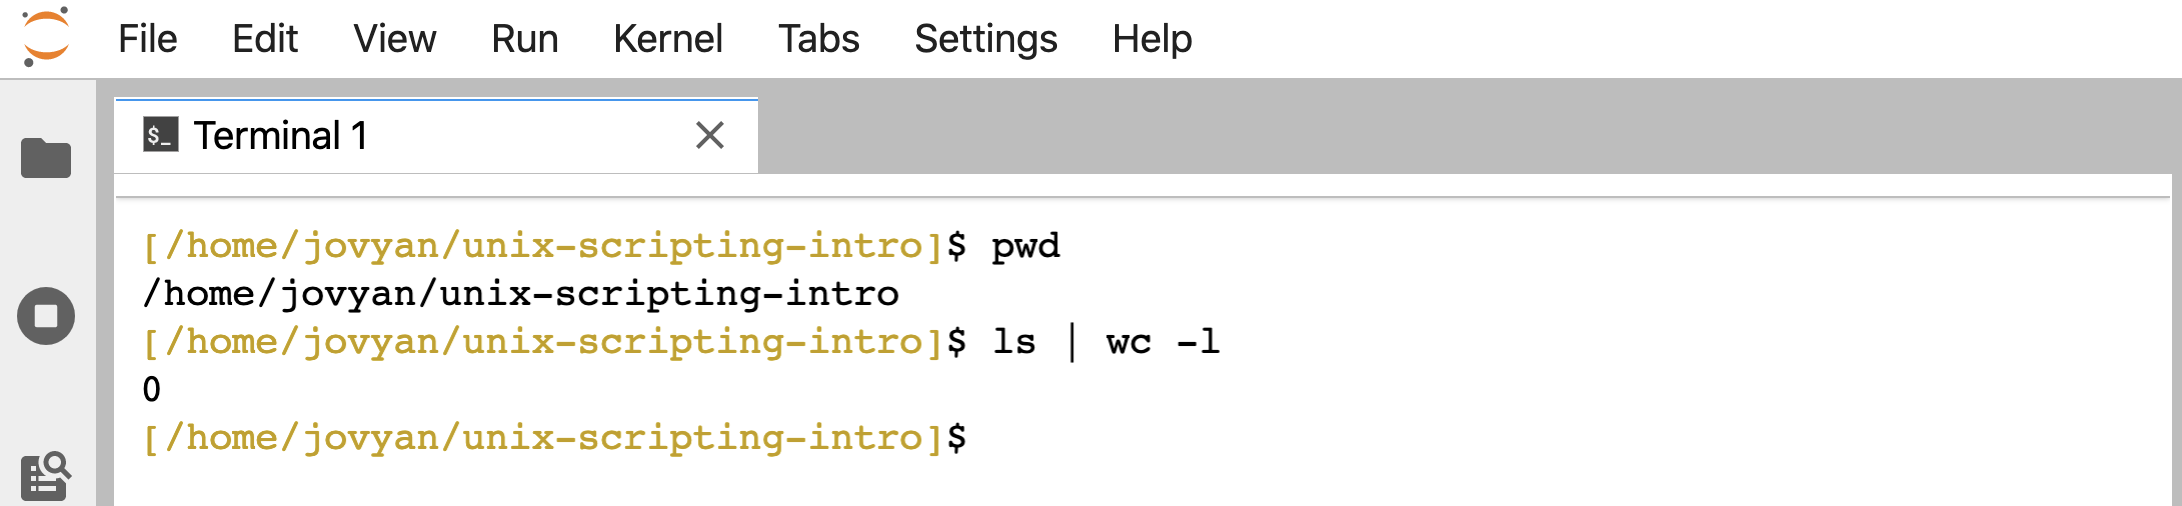 File Edit View Run Kernel Tabs Settings Help
$_ Terminal 1
[/home/jovyan/unix-scripting-intro]$ pwd
/home/jovyan/unix-scripting-intro
[/home/jovyan/unix-scripting-intro]$ ls | wc -l
0
[/home/jovyan/unix-scripting-intro]$